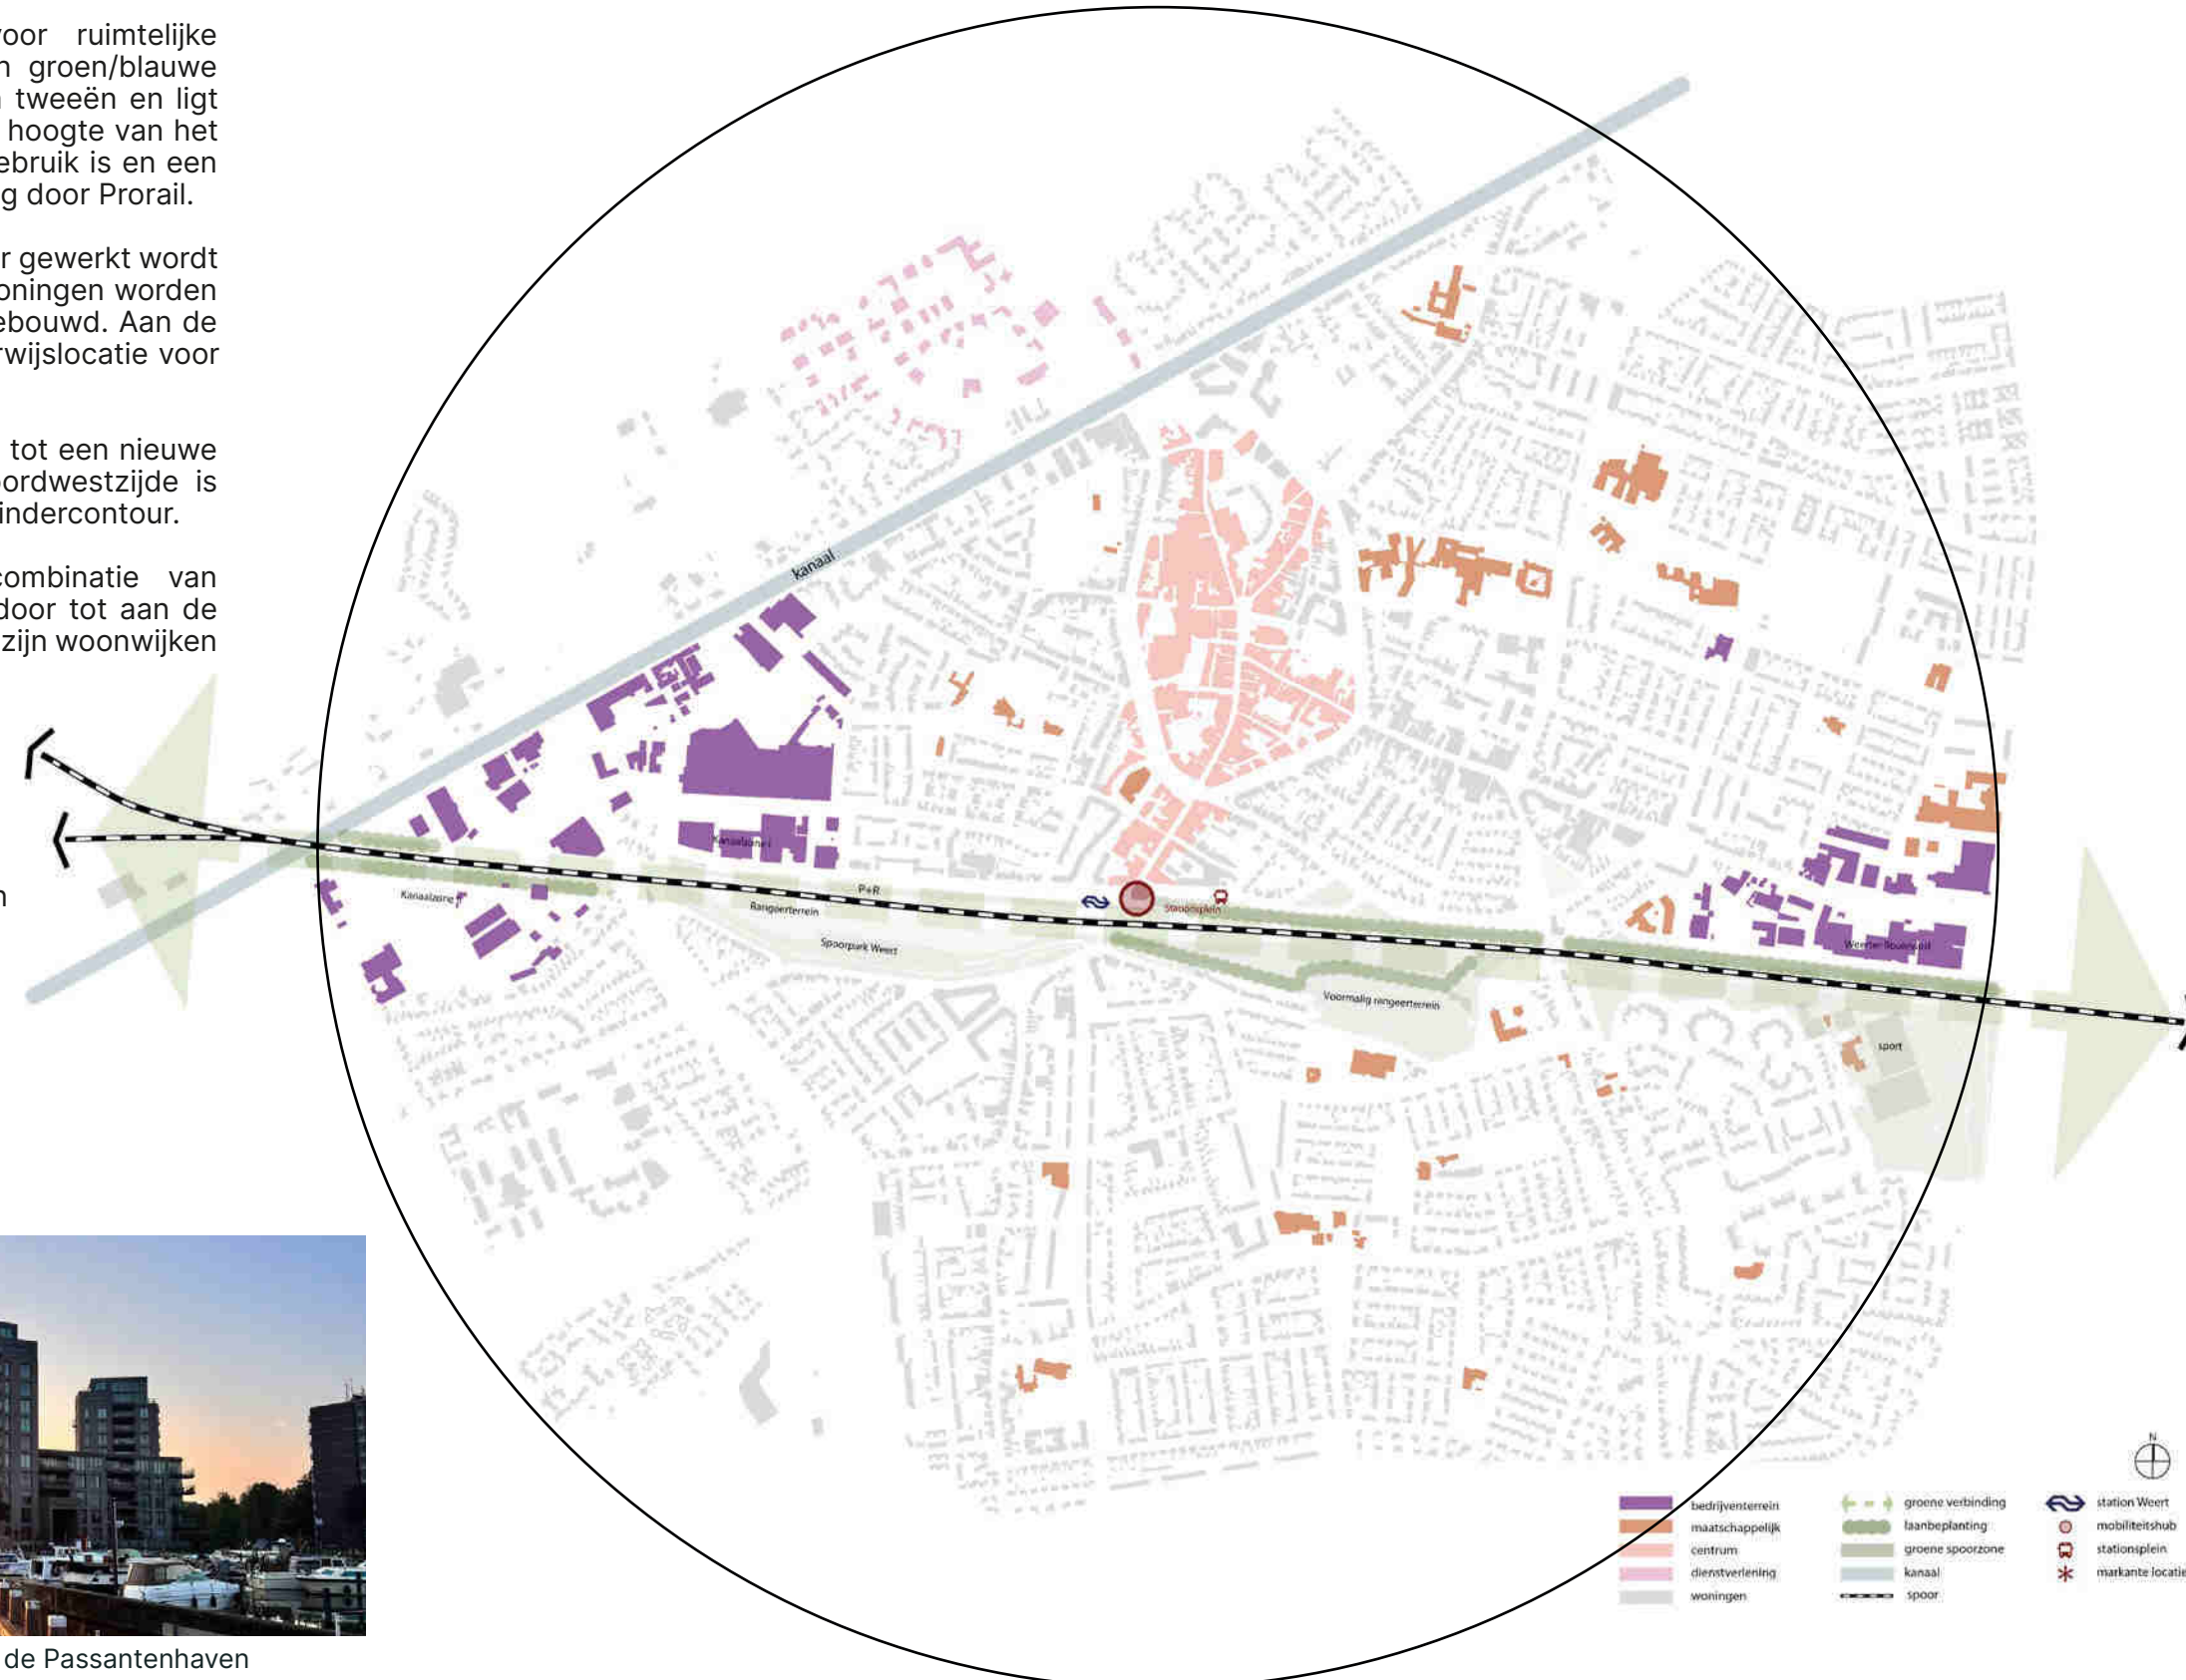 oor ruimtelijke
n groen/blauwe
tweeën en ligt
hoogte van het
ebruik is en een
g door Prorail.
r gewerkt wordt
oningen worden
ebouwd. Aan de
rwijslocatie voor
tot een nieuwe
ordwestzijde is
indercontour.
combinatie van
door tot aan de
zijn woonwijken
n
kanaal
Kanaalzone I
Kanaalzone II
P+R
Rangeerterrein
Spoorpark Weert
Stationsplein
Voormalig rangeerterrein
sport
de Passantenhaven
N
bedrijventerrein
maatschappelijk
centrum
dienstverlening
woningen
groene verbinding
laanbeplanting
groene spoorzone
kanaal
spoor
station Weert
mobiliteitshub
stationsplein
markante locatie